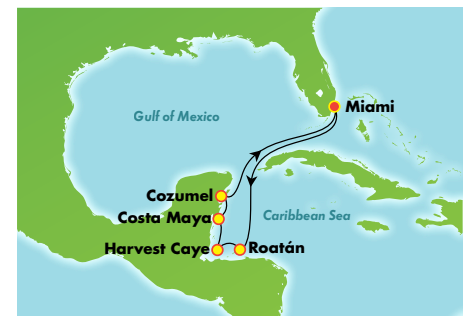 Miami
Gulf of Mexico
Cozumel
Costa Maya
Caribbean Sea
Harvest Caye
Roatán